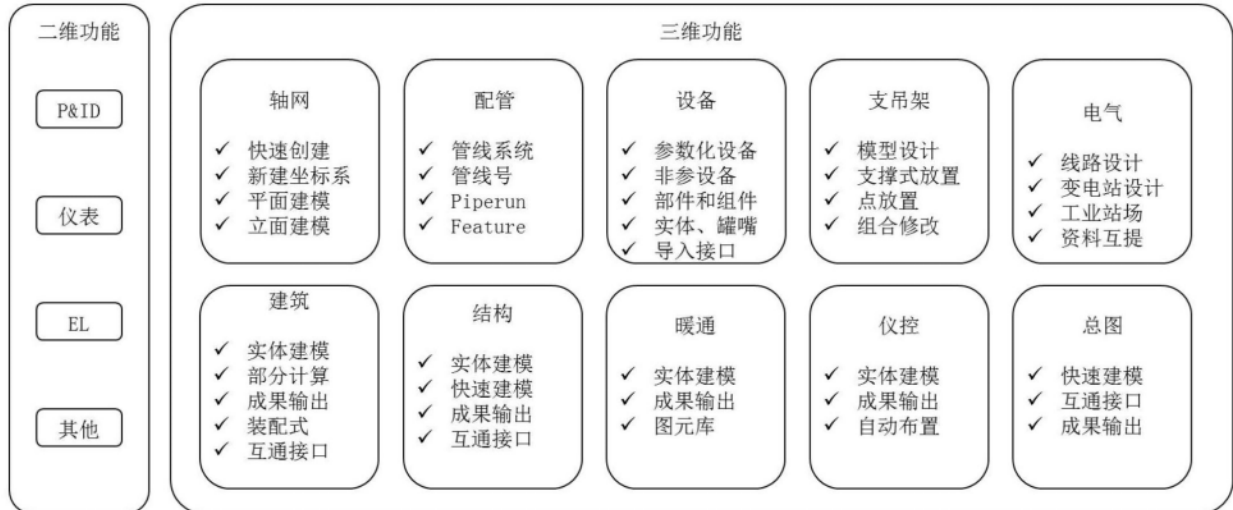 二维功能
P&ID
仪表
EL
其他
三维功能
轴网
✓ 快速创建
✓ 新建坐标系
✓ 平面建模
✓ 立面建模
配管
✓ 管线系统
✓ 管线号
✓ Piperun
✓ Feature
设备
✓ 参数化设备
✓ 非参设备
✓ 部件和组件
✓ 实体、罐嘴
✓ 导入接口
支吊架
✓ 模型设计
✓ 支撑式放置
✓ 点放置
✓ 组合修改
电气
✓ 线路设计
✓ 变电站设计
✓ 工业站场
✓ 资料互提
建筑
✓ 实体建模
✓ 部分计算
✓ 成果输出
✓ 装配式
✓ 互通接口
结构
✓ 实体建模
✓ 快速建模
✓ 成果输出
✓ 互通接口
暖通
✓ 实体建模
✓ 成果输出
✓ 图元库
仪控
✓ 实体建模
✓ 成果输出
✓ 自动布置
总图
✓ 快速建模
✓ 互通接口
✓ 成果输出